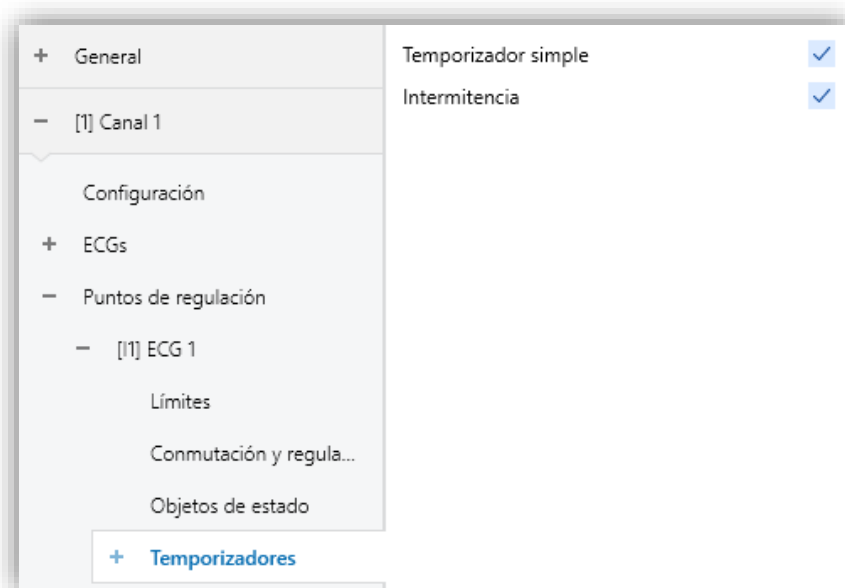 General
[1] Canal 1
Configuración
ECGs
Puntos de regulación
[I1] ECG 1
Límites
Conmutación y regula...
Objetos de estado
Temporizadores
Temporizador simple
Intermitencia